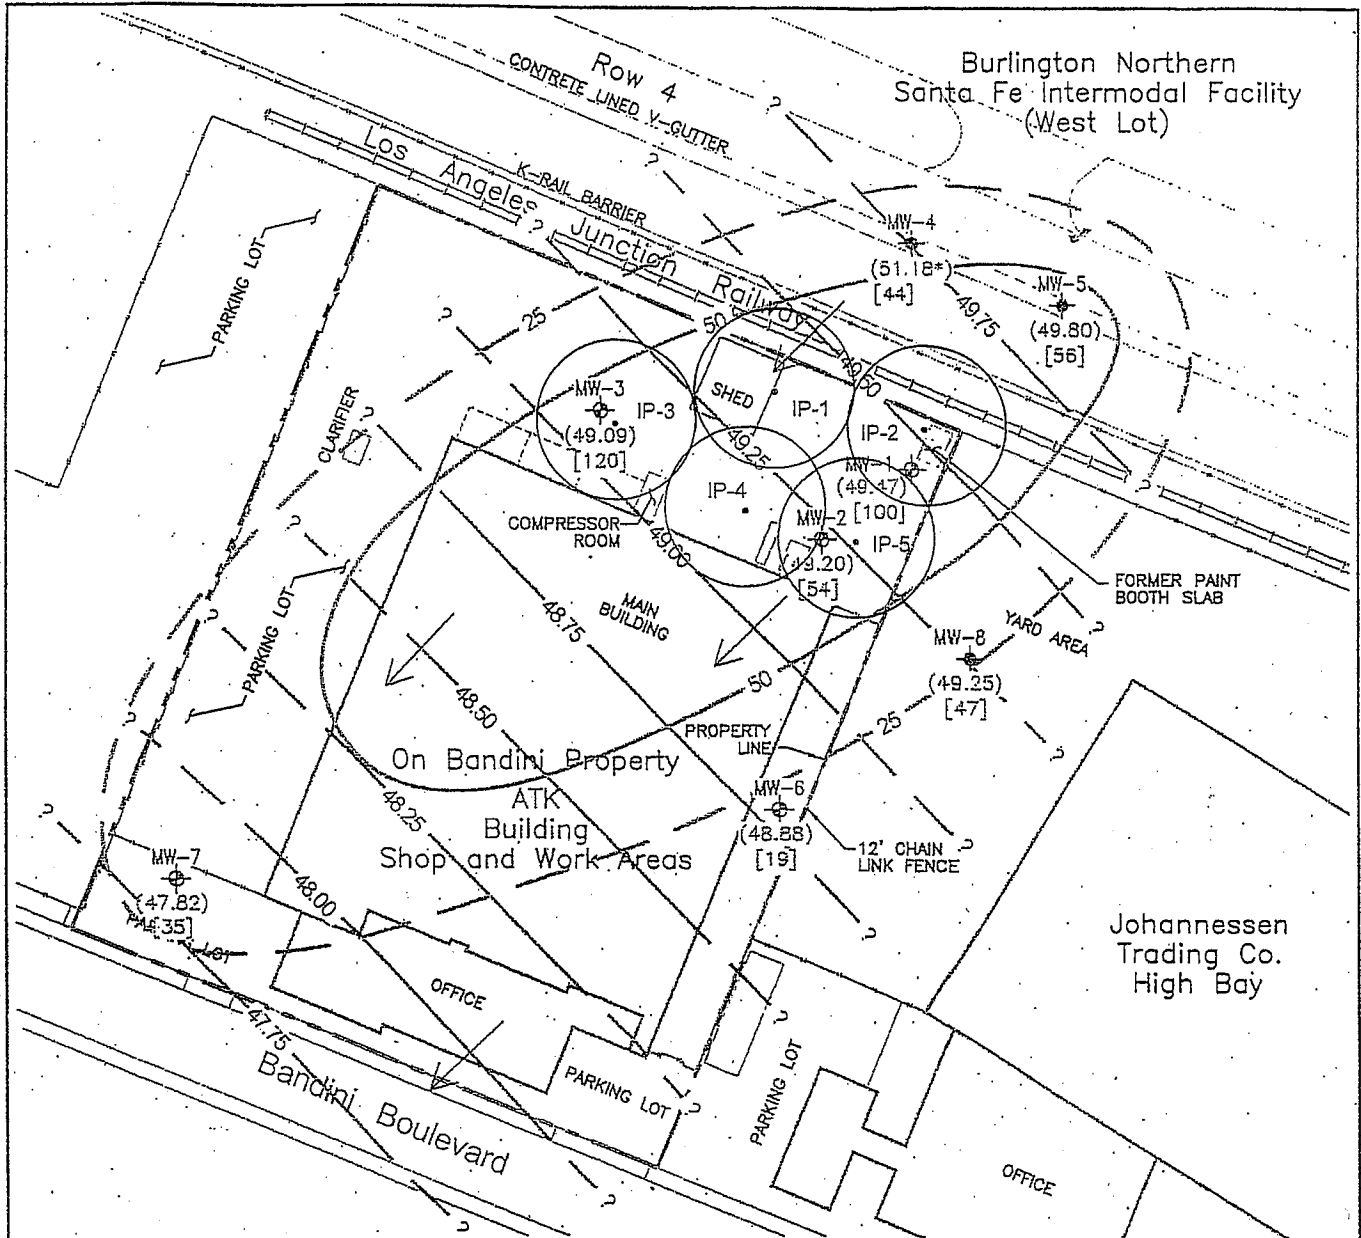 Burlington Northern
Santa Fe Intermodal Facility
(West Lot)
Row 4
CONTRETE LINED V-GUTTER
K-RAIL BARRIER
Los Angeles Junction Railway
PARKING LOT
?
?
?
?
?
MW-4
(51.18*)
[44]
MW-5
(49.80)
[56]
49.75
49.50
25
50
SHED
IP-1
IP-2
MW-3
IP-3
(49.09)
[120]
49.25
MW-1
(49.47)
[100]
IP-4
MW-2
IP-5
(49.20)
[54]
CLARIFIER
COMPRESSOR
ROOM
49.00
?
?
?
FORMER PAINT
BOOTH SLAB
MAIN
BUILDING
48.75
PARKING LOT
YARD AREA
?
?
MW-8
(49.25)
[47]
48.50
50
25
PROPERTY
LINE
?
?
On Bandini Property
ATK
Building
Shop and Work Areas
48.25
MW-6
(48.88)
[19]
12' CHAIN
LINK FENCE
?
?
?
MW-7
(47.82)
[35]
LOT
48.00
Johannessen
Trading Co.
High Bay
OFFICE
47.75
?
Bandini Boulevard
PARKING LOT
?
PARKING LOT
OFFICE
?
?